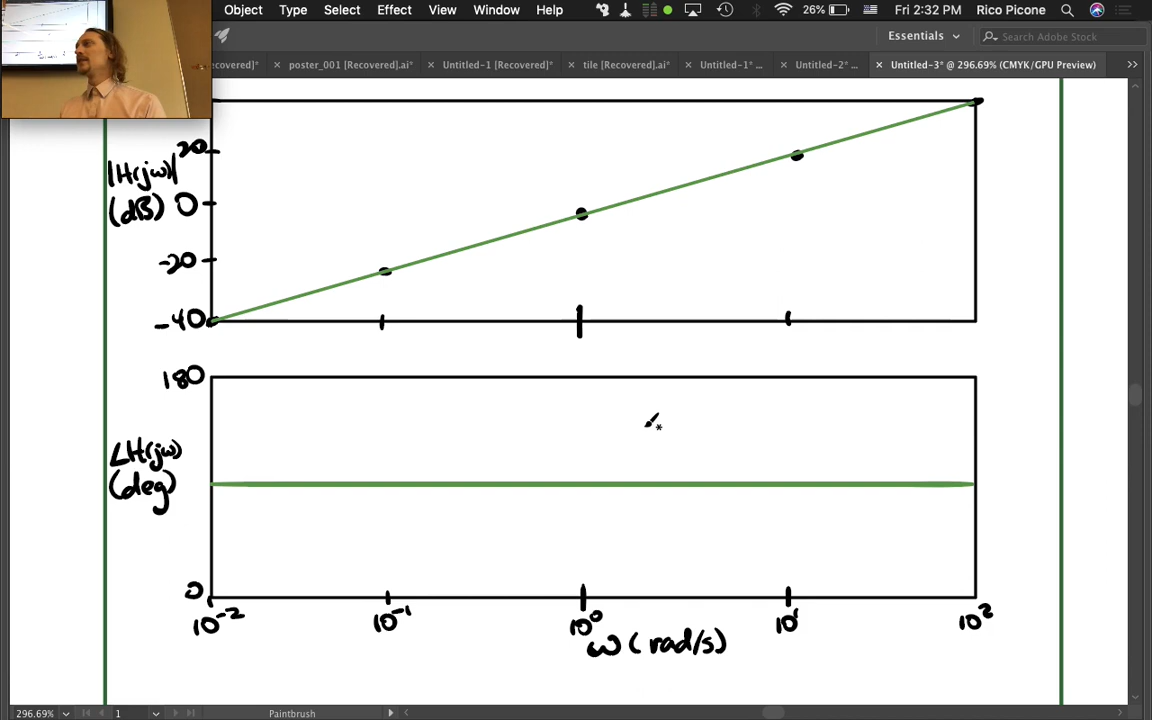 Object Type Select Effect View Window Help 26% Fri 2:32 PM Rico Picone
Essentials Search Adobe Stock
ecovered]* × poster_001 [Recovered].ai* × Untitled-1 [Recovered]* × tile [Recovered].ai* × Untitled-1* ... × Untitled-2* ... × Untitled-3* @ 296.69% (CMYK/GPU Preview)
20
|H(jω)|
(dB) 0
-20
-40
180
∠H(jω)
(deg)
0
10⁻² 10⁻¹ 10⁰ 10¹ 10²
ω (rad/s)
296.69% 1 Paintbrush